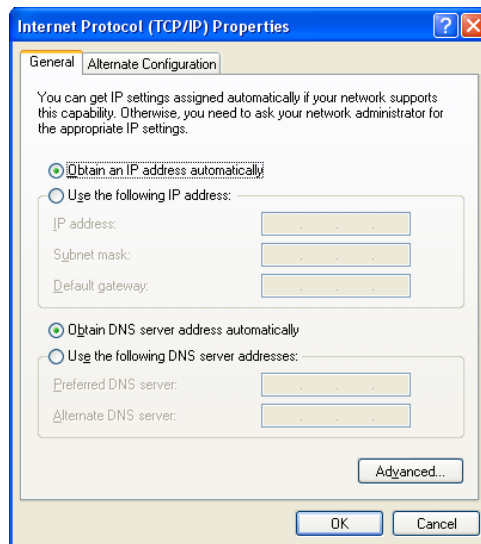 Internet Protocol (TCP/IP) Properties
General
Alternate Configuration
You can get IP settings assigned automatically if your network supports
this capability. Otherwise, you need to ask your network administrator for
the appropriate IP settings.
Obtain an IP address automatically
Use the following IP address:
IP address:
Subnet mask:
Default gateway:
Obtain DNS server address automatically
Use the following DNS server addresses:
Preferred DNS server:
Alternate DNS server:
Advanced...
OK
Cancel